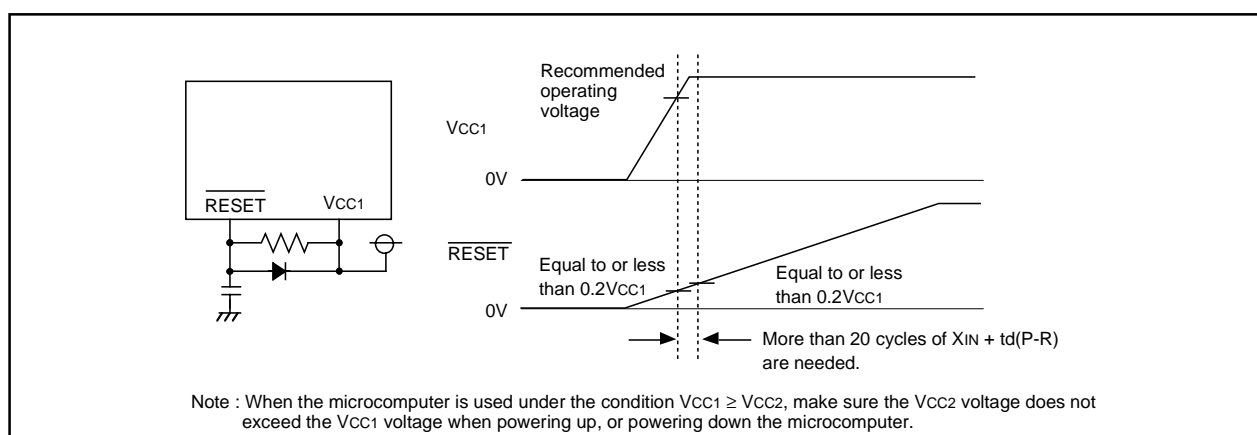 Recommended
operating
voltage
VCC1
0V
RESET VCC1
RESET
Equal to or less
than 0.2VCC1
Equal to or less
than 0.2VCC1
0V
More than 20 cycles of XIN + td(P-R)
are needed.
Note : When the microcomputer is used under the condition VCC1 ≥ VCC2, make sure the VCC2 voltage does not
exceed the VCC1 voltage when powering up, or powering down the microcomputer.